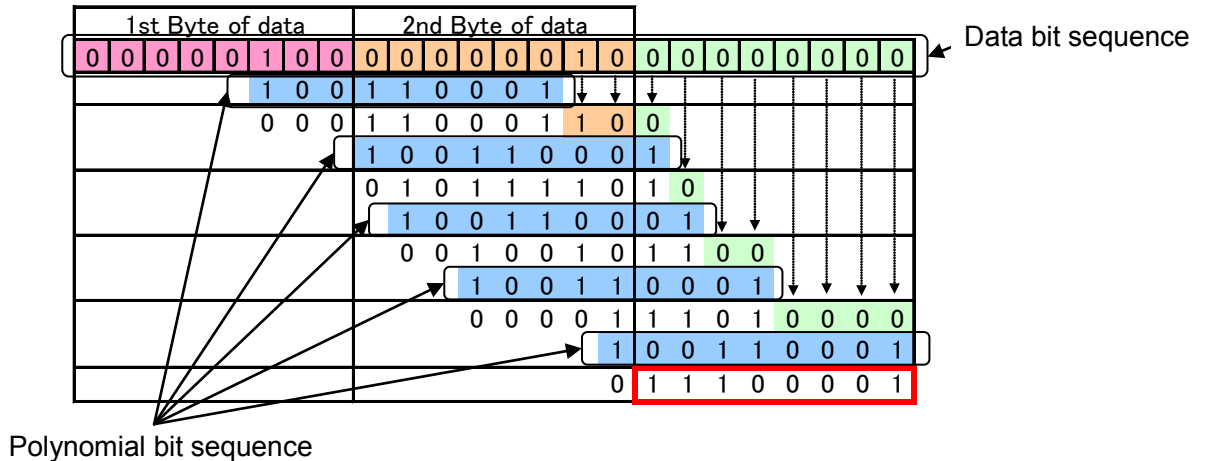 1st Byte of data 2nd Byte of data
Data bit sequence
0 0 0 0 0 1 0 0 0 0 0 0 0 0 1 0 0 0 0 0 0 0 0 0
1 0 0 1 1 0 0 0 1
0 0 0 1 1 0 0 0 1 1 0 0
1 0 0 1 1 0 0 0 1
0 1 0 1 1 1 1 0 1 0
1 0 0 1 1 0 0 0 1
0 0 1 0 0 1 0 1 1 0 0
1 0 0 1 1 0 0 0 1
0 0 0 0 1 1 1 0 1 0 0 0 0
1 0 0 1 1 0 0 0 1
0 1 1 1 0 0 0 0 1
Polynomial bit sequence